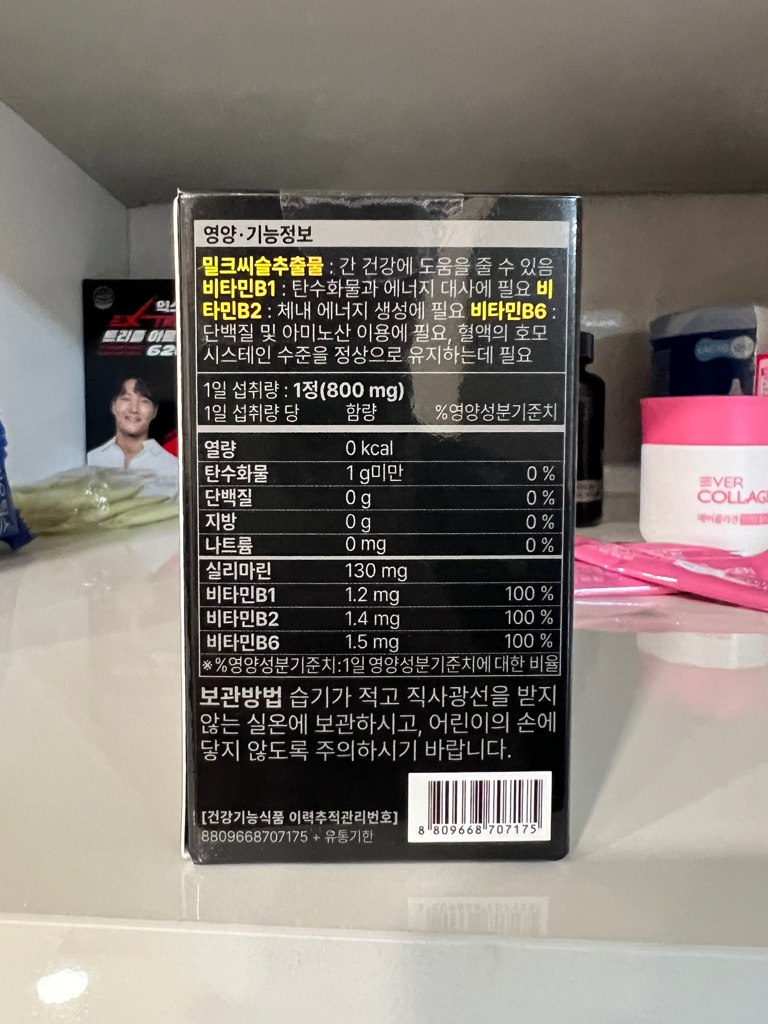 영양·기능정보
밀크씨슬추출물 : 간 건강에 도움을 줄 수 있음
비타민B1 : 탄수화물과 에너지 대사에 필요 비
타민B2 : 체내 에너지 생성에 필요 비타민B6 :
단백질 및 아미노산 이용에 필요, 혈액의 호모
시스테인 수준을 정상으로 유지하는데 필요
1일 섭취량 : 1정(800 mg)
1일 섭취량 당 함량 %영양성분기준치
열량 0 kcal
탄수화물 1 g미만 0 %
단백질 0 g 0 %
지방 0 g 0 %
나트륨 0 mg 0 %
실리마린 130 mg
비타민B1 1.2 mg 100 %
비타민B2 1.4 mg 100 %
비타민B6 1.5 mg 100 %
※%영양성분기준치:1일영양성분기준치에 대한 비율
보관방법 습기가 적고 직사광선을 받지
않는 실온에 보관하시고, 어린이의 손에
닿지 않도록 주의하시기 바랍니다.
[건강기능식품 이력추적관리번호]
8809668707175 + 유통기한
8 809668 707175
익스
EXTR
트리플
EVER
COLLAG
에버콜라겐